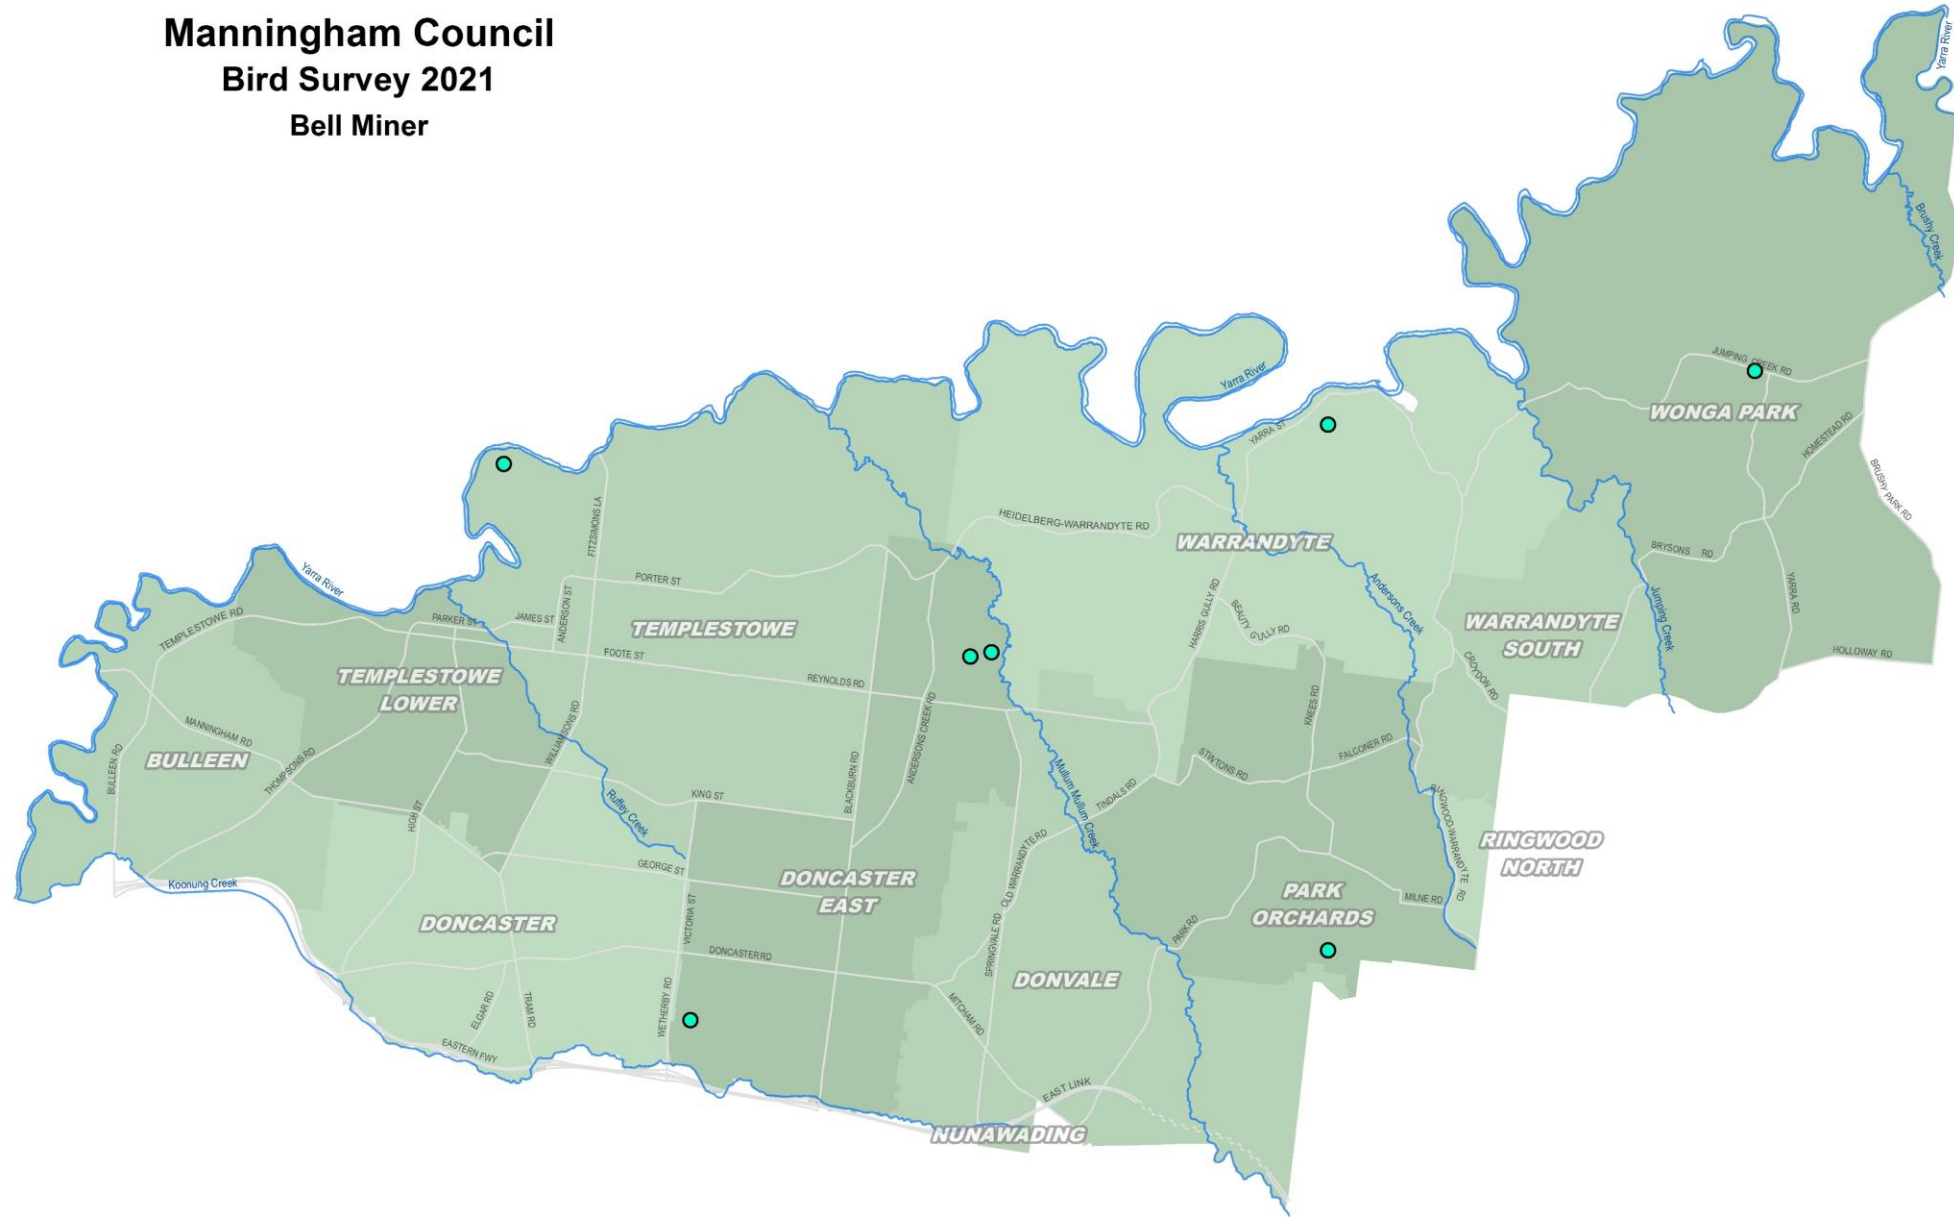 Manningham Council
Bird Survey 2021
Bell Miner
Yarra River
Brushy Creek
JUMPING CREEK RD
WONGA PARK
HOMESTEAD RD
BRUSHY PARK RD
Yarra River
YARRA ST
FITZSIMONS LA
HEIDELBERG-WARRANDYTE RD
WARRANDYTE
BRYSONS RD
Yarra River
PORTER ST
ANDERSON ST
HARRIS GULLY RD
BEAUTY GULLY RD
Andersons Creek
Jumping Creek
YARRA RD
TEMPLESTOWE RD
PARKER ST
JAMES ST
TEMPLESTOWE
WARRANDYTE
SOUTH
HOLLOWAY RD
FOOTE ST
CROYDON RD
TEMPLESTOWE
LOWER
REYNOLDS RD
KNEES RD
MANNINGHAM RD
WILLIAMSONS RD
ANDERSONS CREEK RD
BULLEEN
BULLEEN RD
THOMPSONS RD
FALCONER RD
STINTONS RD
BLACKBURN RD
Mullum Mullum Creek
TINDALS RD
KING ST
HIGH ST
Ruffey Creek
RINGWOOD-WARRANDYTE RD
RINGWOOD
NORTH
GEORGE ST
OLD WARRANDYTE RD
Koonung Creek
DONCASTER
EAST
PARK
ORCHARDS
MILNE RD
DONCASTER
VICTORIA ST
PARK RD
SPRINGVALE RD
DONCASTER RD
DONVALE
ELGAR RD
TRAM RD
WETHERBY RD
MITCHAM RD
EASTERN FWY
EAST LINK
NUNAWADING